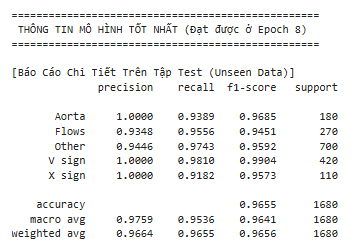 ==================================================
THÔNG TIN MÔ HÌNH TỐT NHẤT (Đạt được ở Epoch 8)
==================================================
[Báo Cáo Chi Tiết Trên Tập Test (Unseen Data)]
precision recall f1-score support
Aorta 1.0000 0.9389 0.9685 180
Flows 0.9348 0.9556 0.9451 270
Other 0.9446 0.9743 0.9592 700
V sign 1.0000 0.9810 0.9904 420
X sign 1.0000 0.9182 0.9573 110
accuracy 0.9655 1680
macro avg 0.9759 0.9536 0.9641 1680
weighted avg 0.9664 0.9655 0.9656 1680